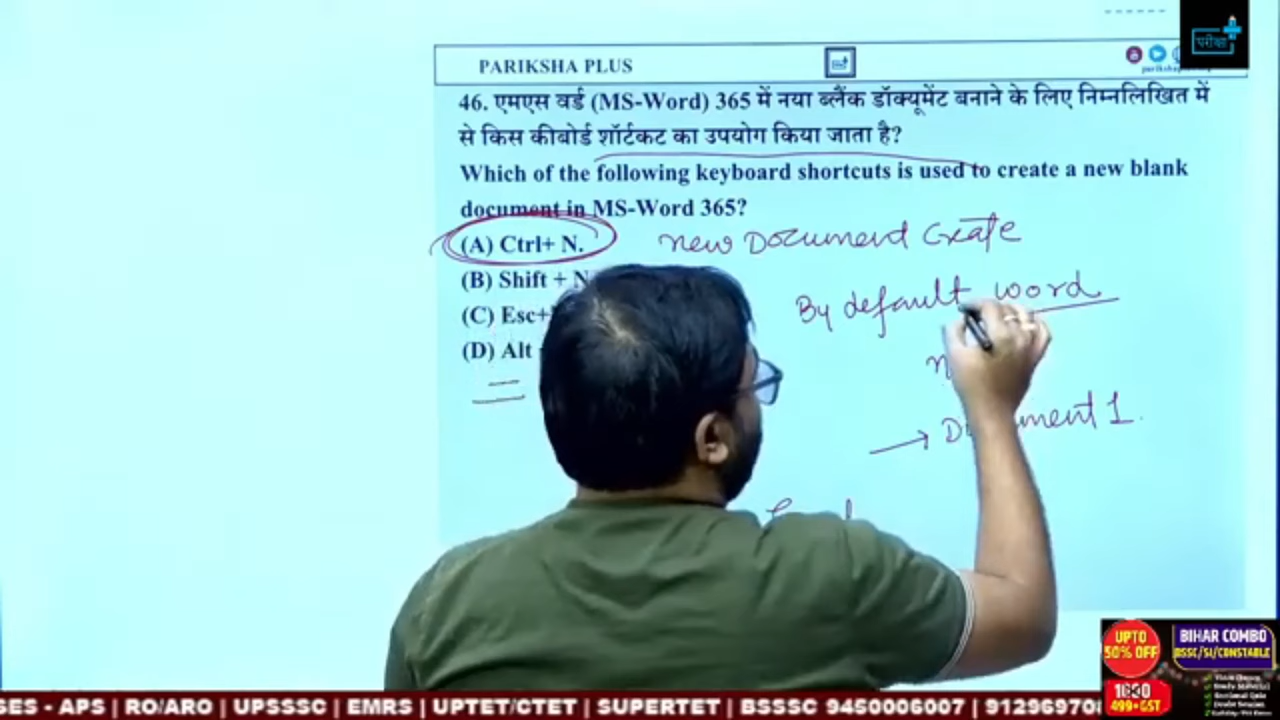 परीक्षा
PARIKSHA PLUS
46. एमएस वर्ड (MS-Word) 365 में नया ब्लैंक डॉक्यूमेंट बनाने के लिए निम्नलिखित में
से किस कीबोर्ड शॉर्टकट का उपयोग किया जाता है?
Which of the following keyboard shortcuts is used to create a new blank
document in MS-Word 365?
(A) Ctrl+ N.
new Document Crate
(B) Shift + N
By default word
(C) Esc+
(D) Alt
Document 1.
UPTO
50% OFF
BIHAR COMBO
BSSC/SI/CONSTABLE
499+GST
SES - APS | RO/ARO | UPSSSC | EMRS | UPTET/CTET | SUPERTET | BSSSC 9450006007 | 912969708